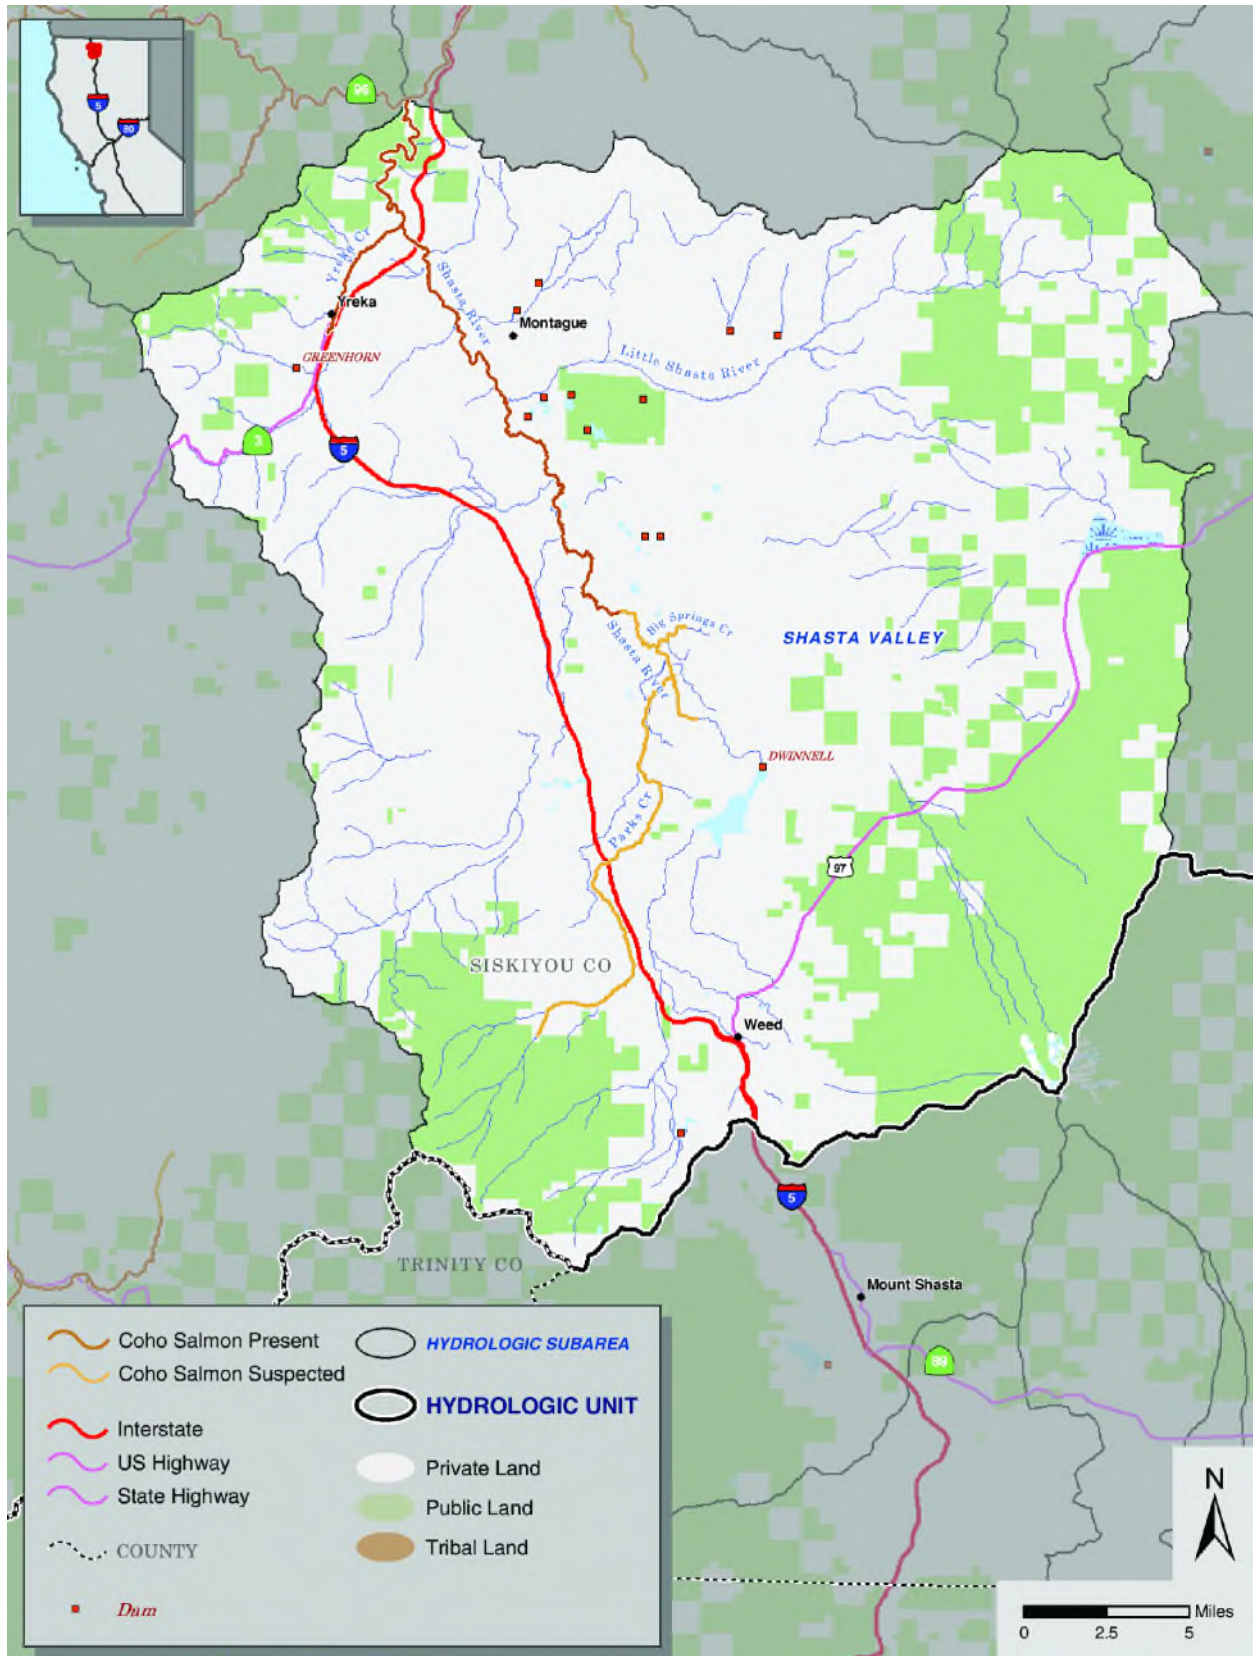 96
5
80
Yreka Cr
Shasta River
Yreka
Montague
GREENHORN
Little Shasta River
3
5
Big Springs Cr
Shasta River
SHASTA VALLEY
DWINNELL
Parks Cr
97
SISKIYOU CO
Weed
5
TRINITY CO
Mount Shasta
89
Coho Salmon Present
Coho Salmon Suspected
Interstate
US Highway
State Highway
COUNTY
Dam
HYDROLOGIC SUBAREA
HYDROLOGIC UNIT
Private Land
Public Land
Tribal Land
N
Miles
0 2.5 5